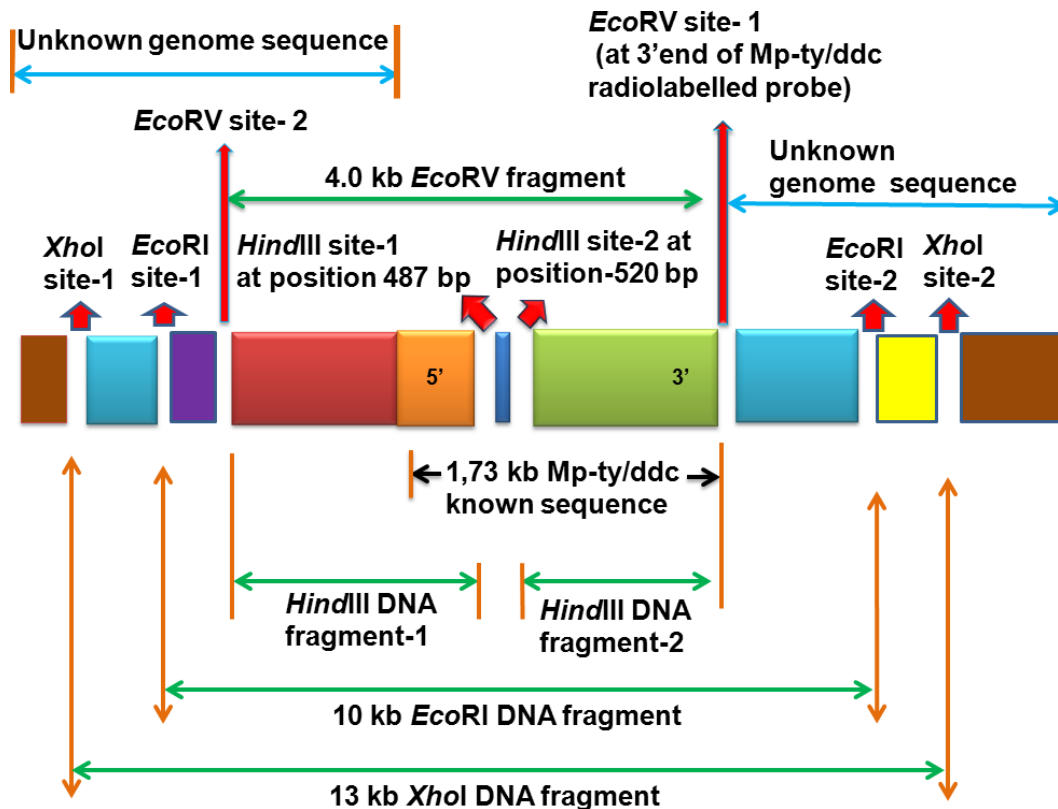 Unknown genome sequence
EcoRV site- 2
EcoRV site- 1
(at 3'end of Mp-ty/ddc
radiolabelled probe)
4.0 kb EcoRV fragment
Unknown
genome sequence
XhoI
site-1
EcoRI
site-1
HindIII site-1
at position 487 bp
HindIII site-2 at
position-520 bp
EcoRI
site-2
XhoI
site-2
5’
3’
1,73 kb Mp-ty/ddc
known sequence
HindIII DNA
fragment-1
HindIII DNA
fragment-2
10 kb EcoRI DNA fragment
13 kb XhoI DNA fragment